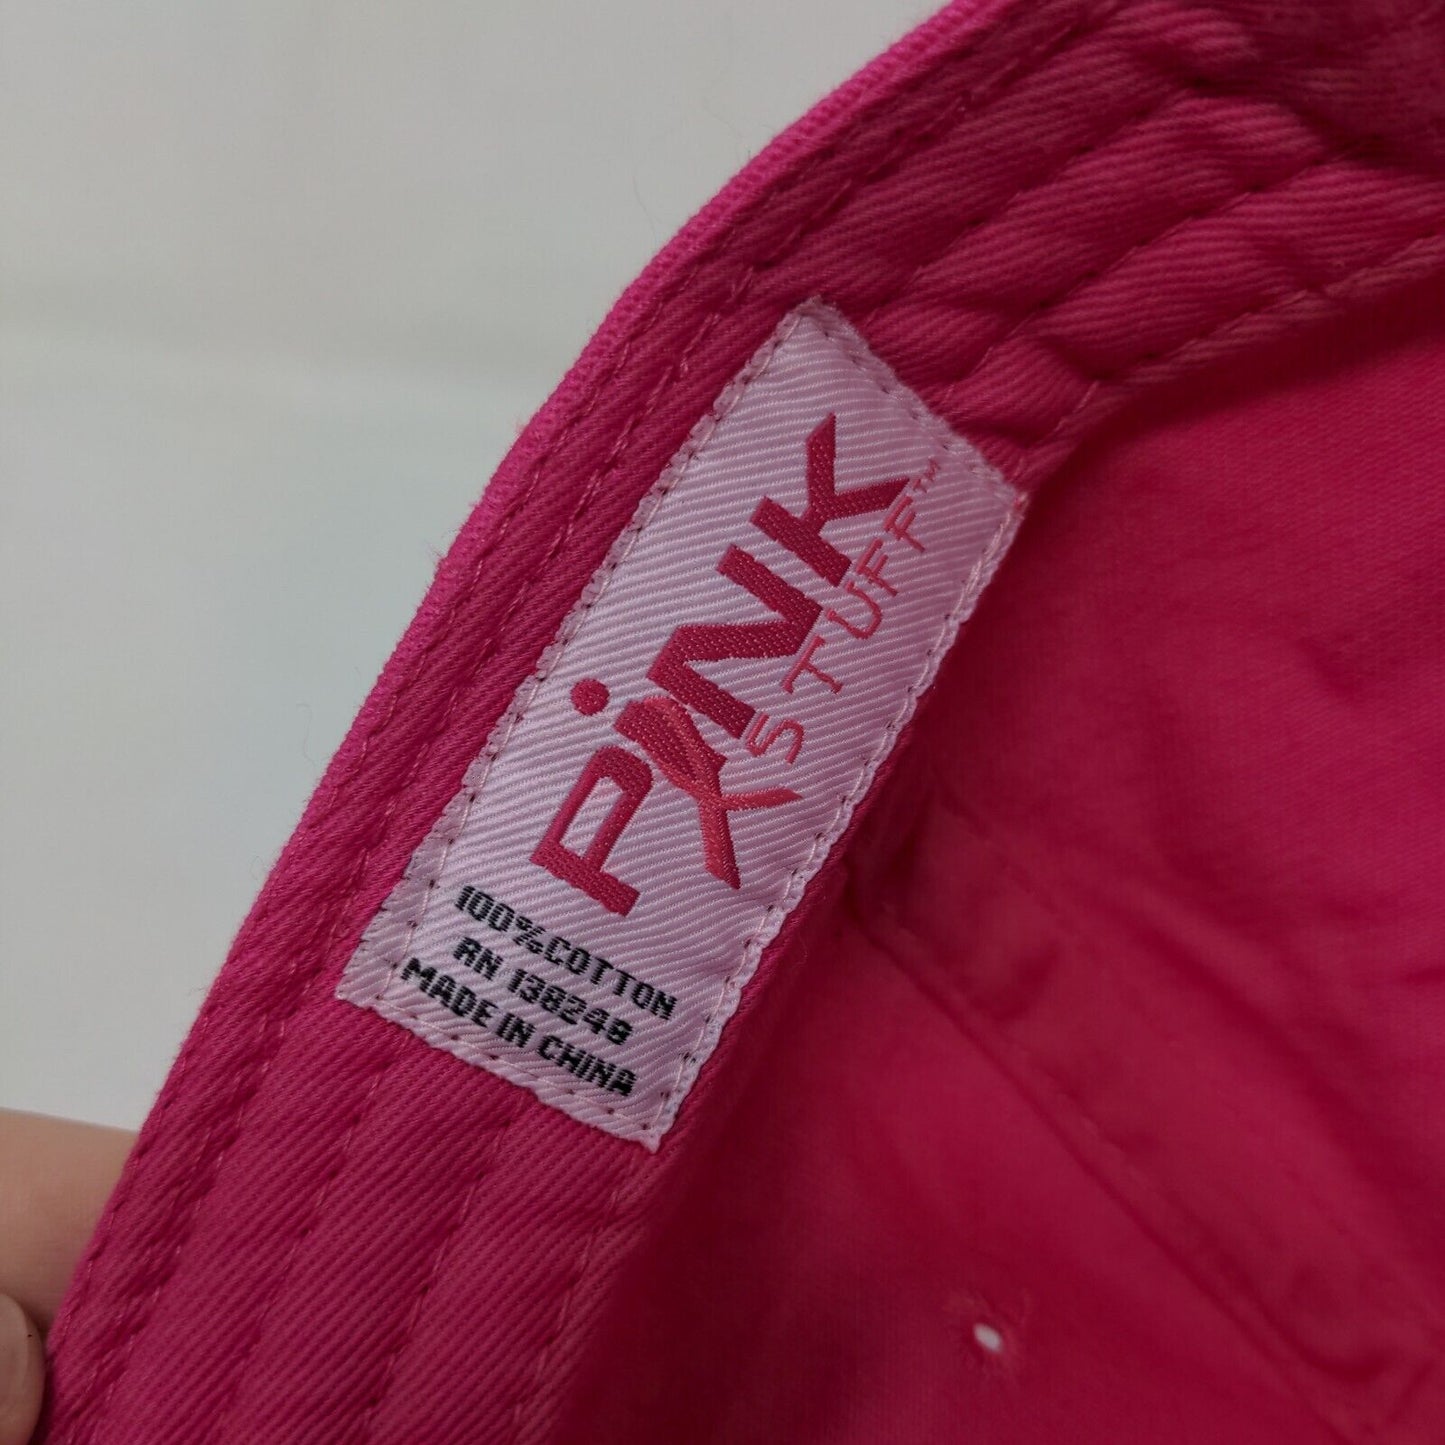 PiNK
STUFF™
100%COTTON
RN 138248
MADE IN CHINA